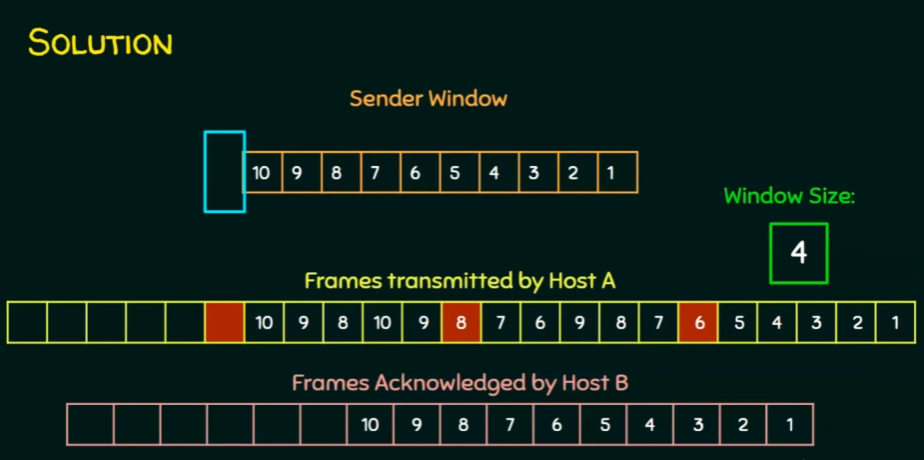 SOLUTION
Sender Window
10 9 8 7 6 5 4 3 2 1
Window Size:
4
Frames transmitted by Host A
10 9 8 10 9 8 7 6 9 8 7 6 5 4 3 2 1
Frames Acknowledged by Host B
10 9 8 7 6 5 4 3 2 1